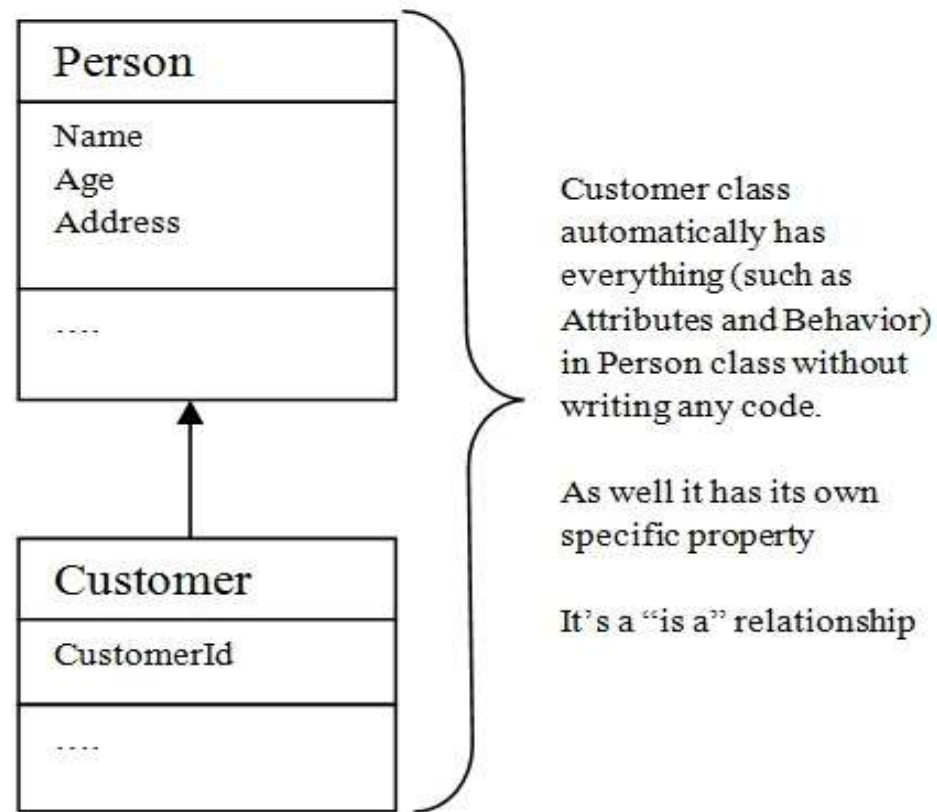 Person
Name
Age
Address
....
Customer
CustomerId
....
Customer class
automatically has
everything (such as
Attributes and Behavior)
in Person class without
writing any code.
As well it has its own
specific property
It's a “is a” relationship